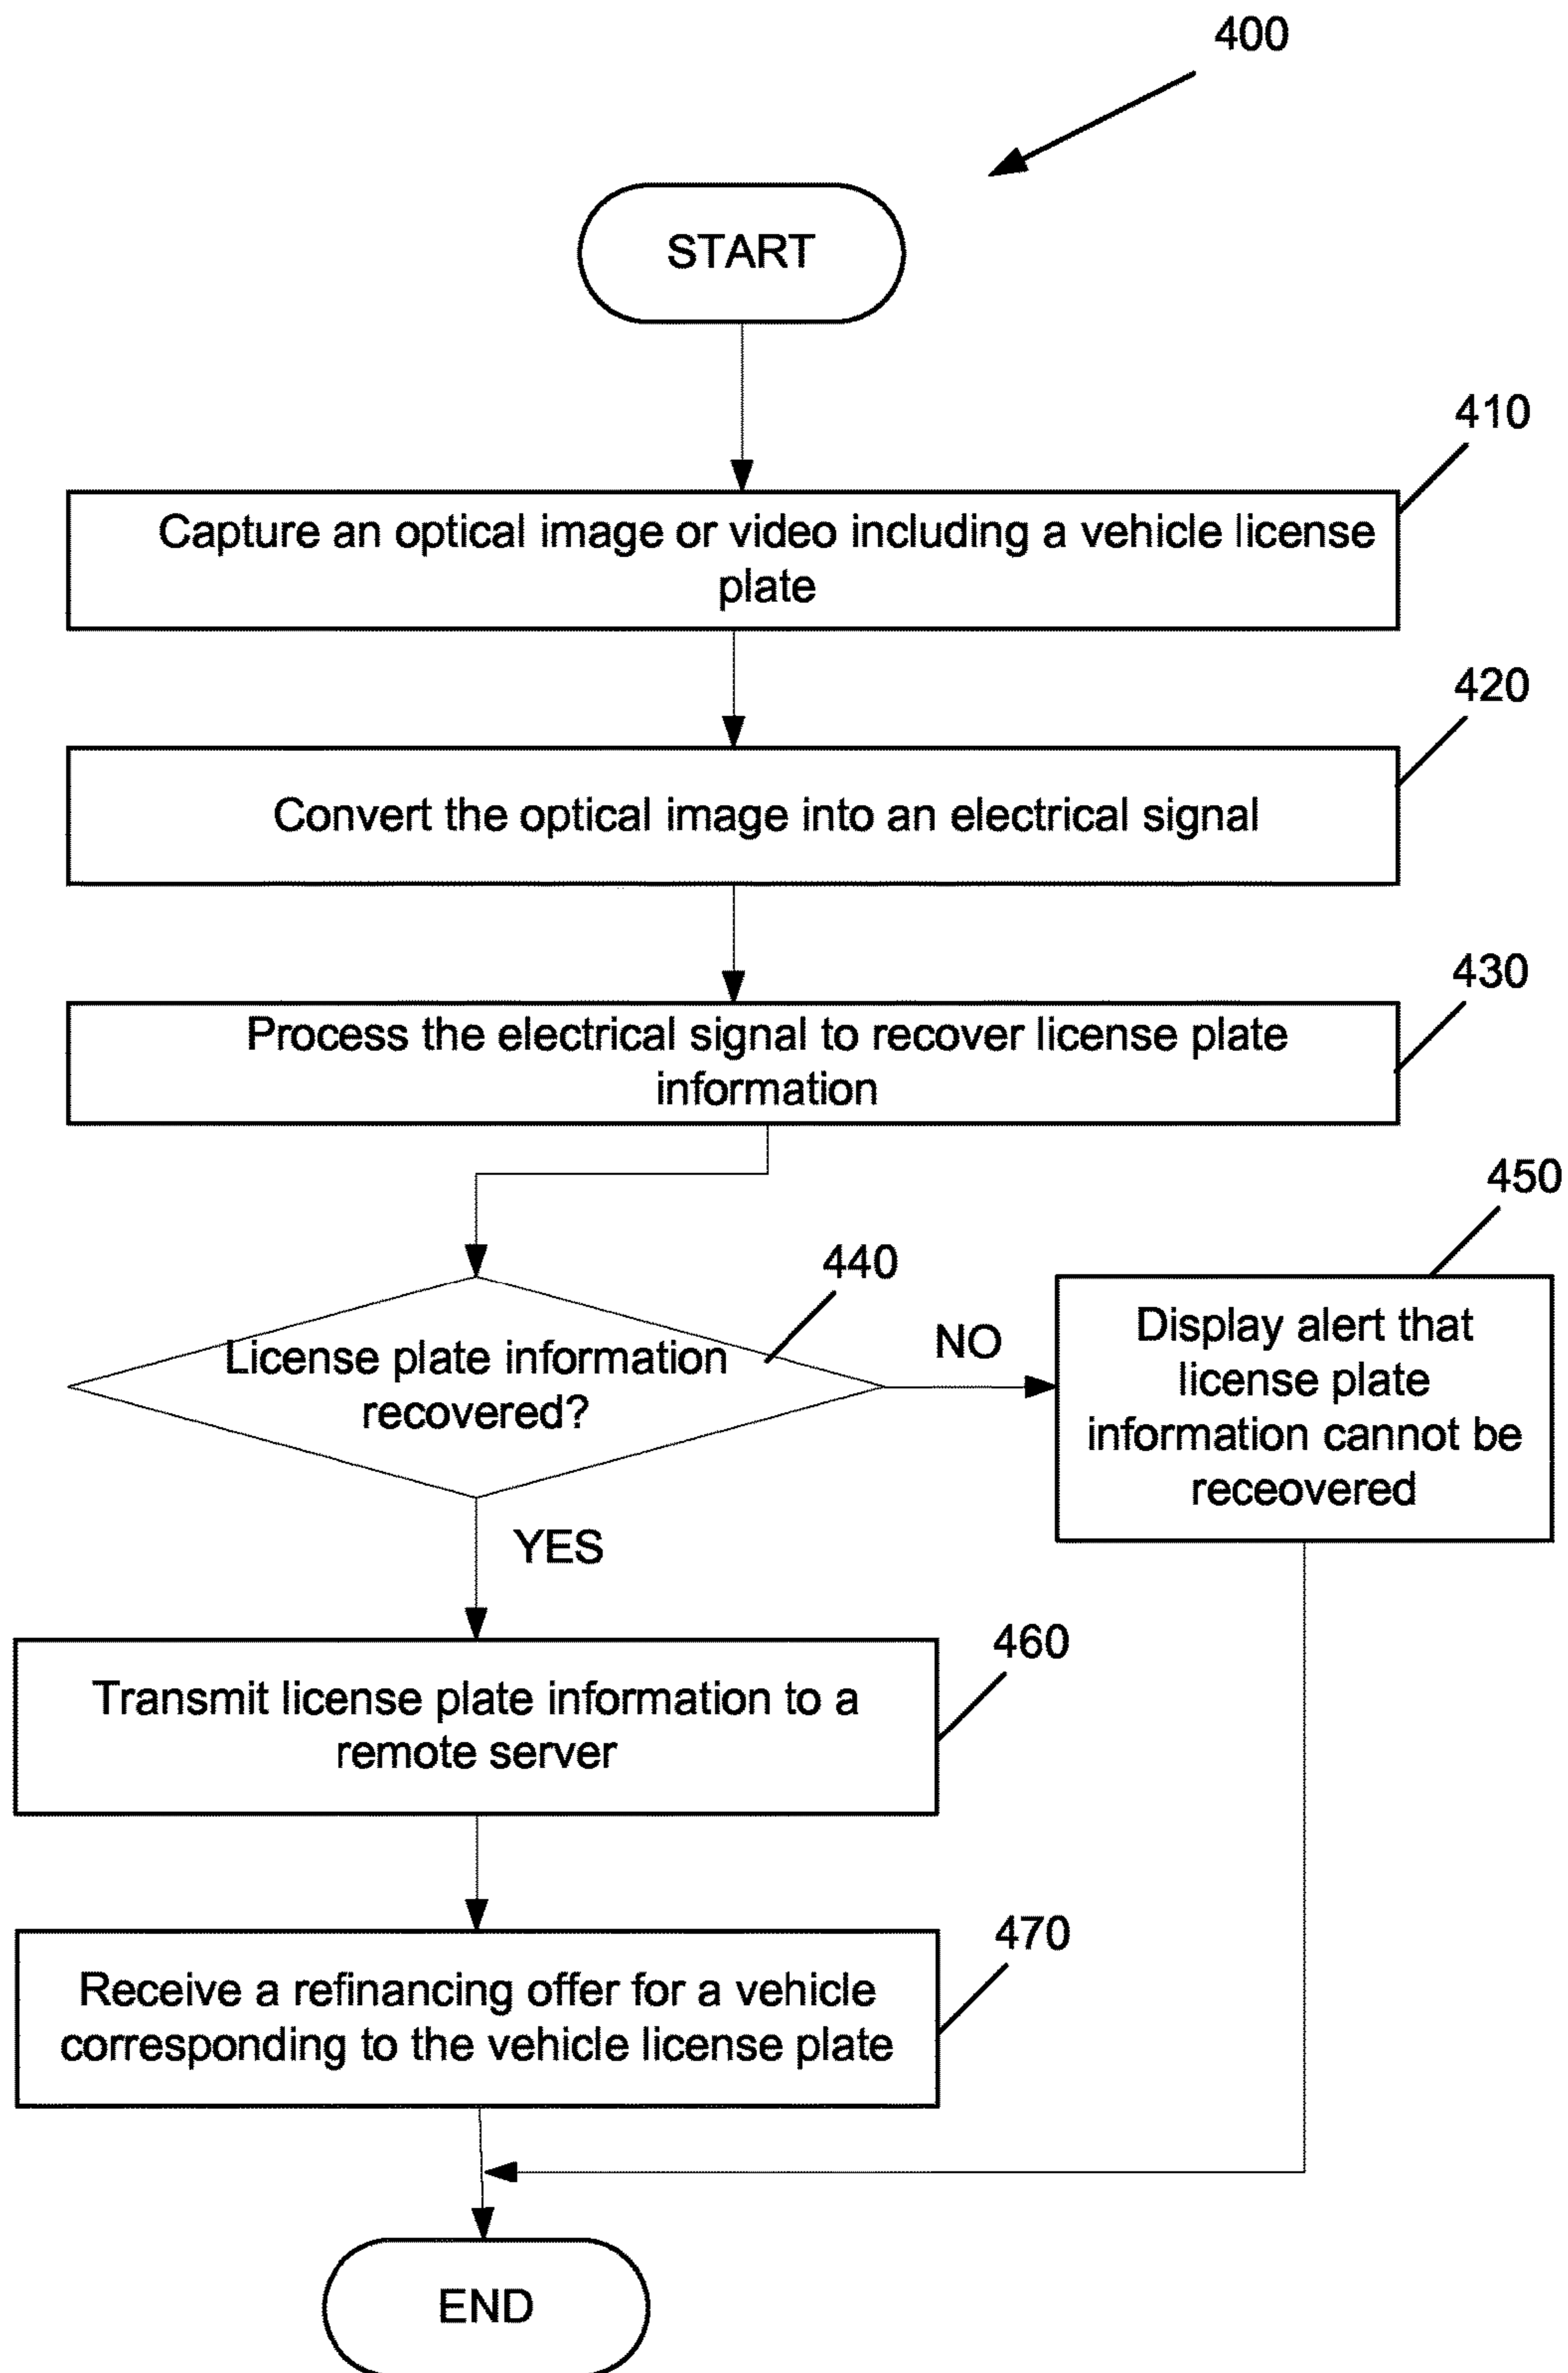 400
START
410
Capture an optical image or video including a vehicle license
plate
420
Convert the optical image into an electrical signal
430
Process the electrical signal to recover license plate
information
440
License plate information
recovered?
NO
450
Display alert that
license plate
information cannot be
receovered
YES
460
Transmit license plate information to a
remote server
470
Receive a refinancing offer for a vehicle
corresponding to the vehicle license plate
END